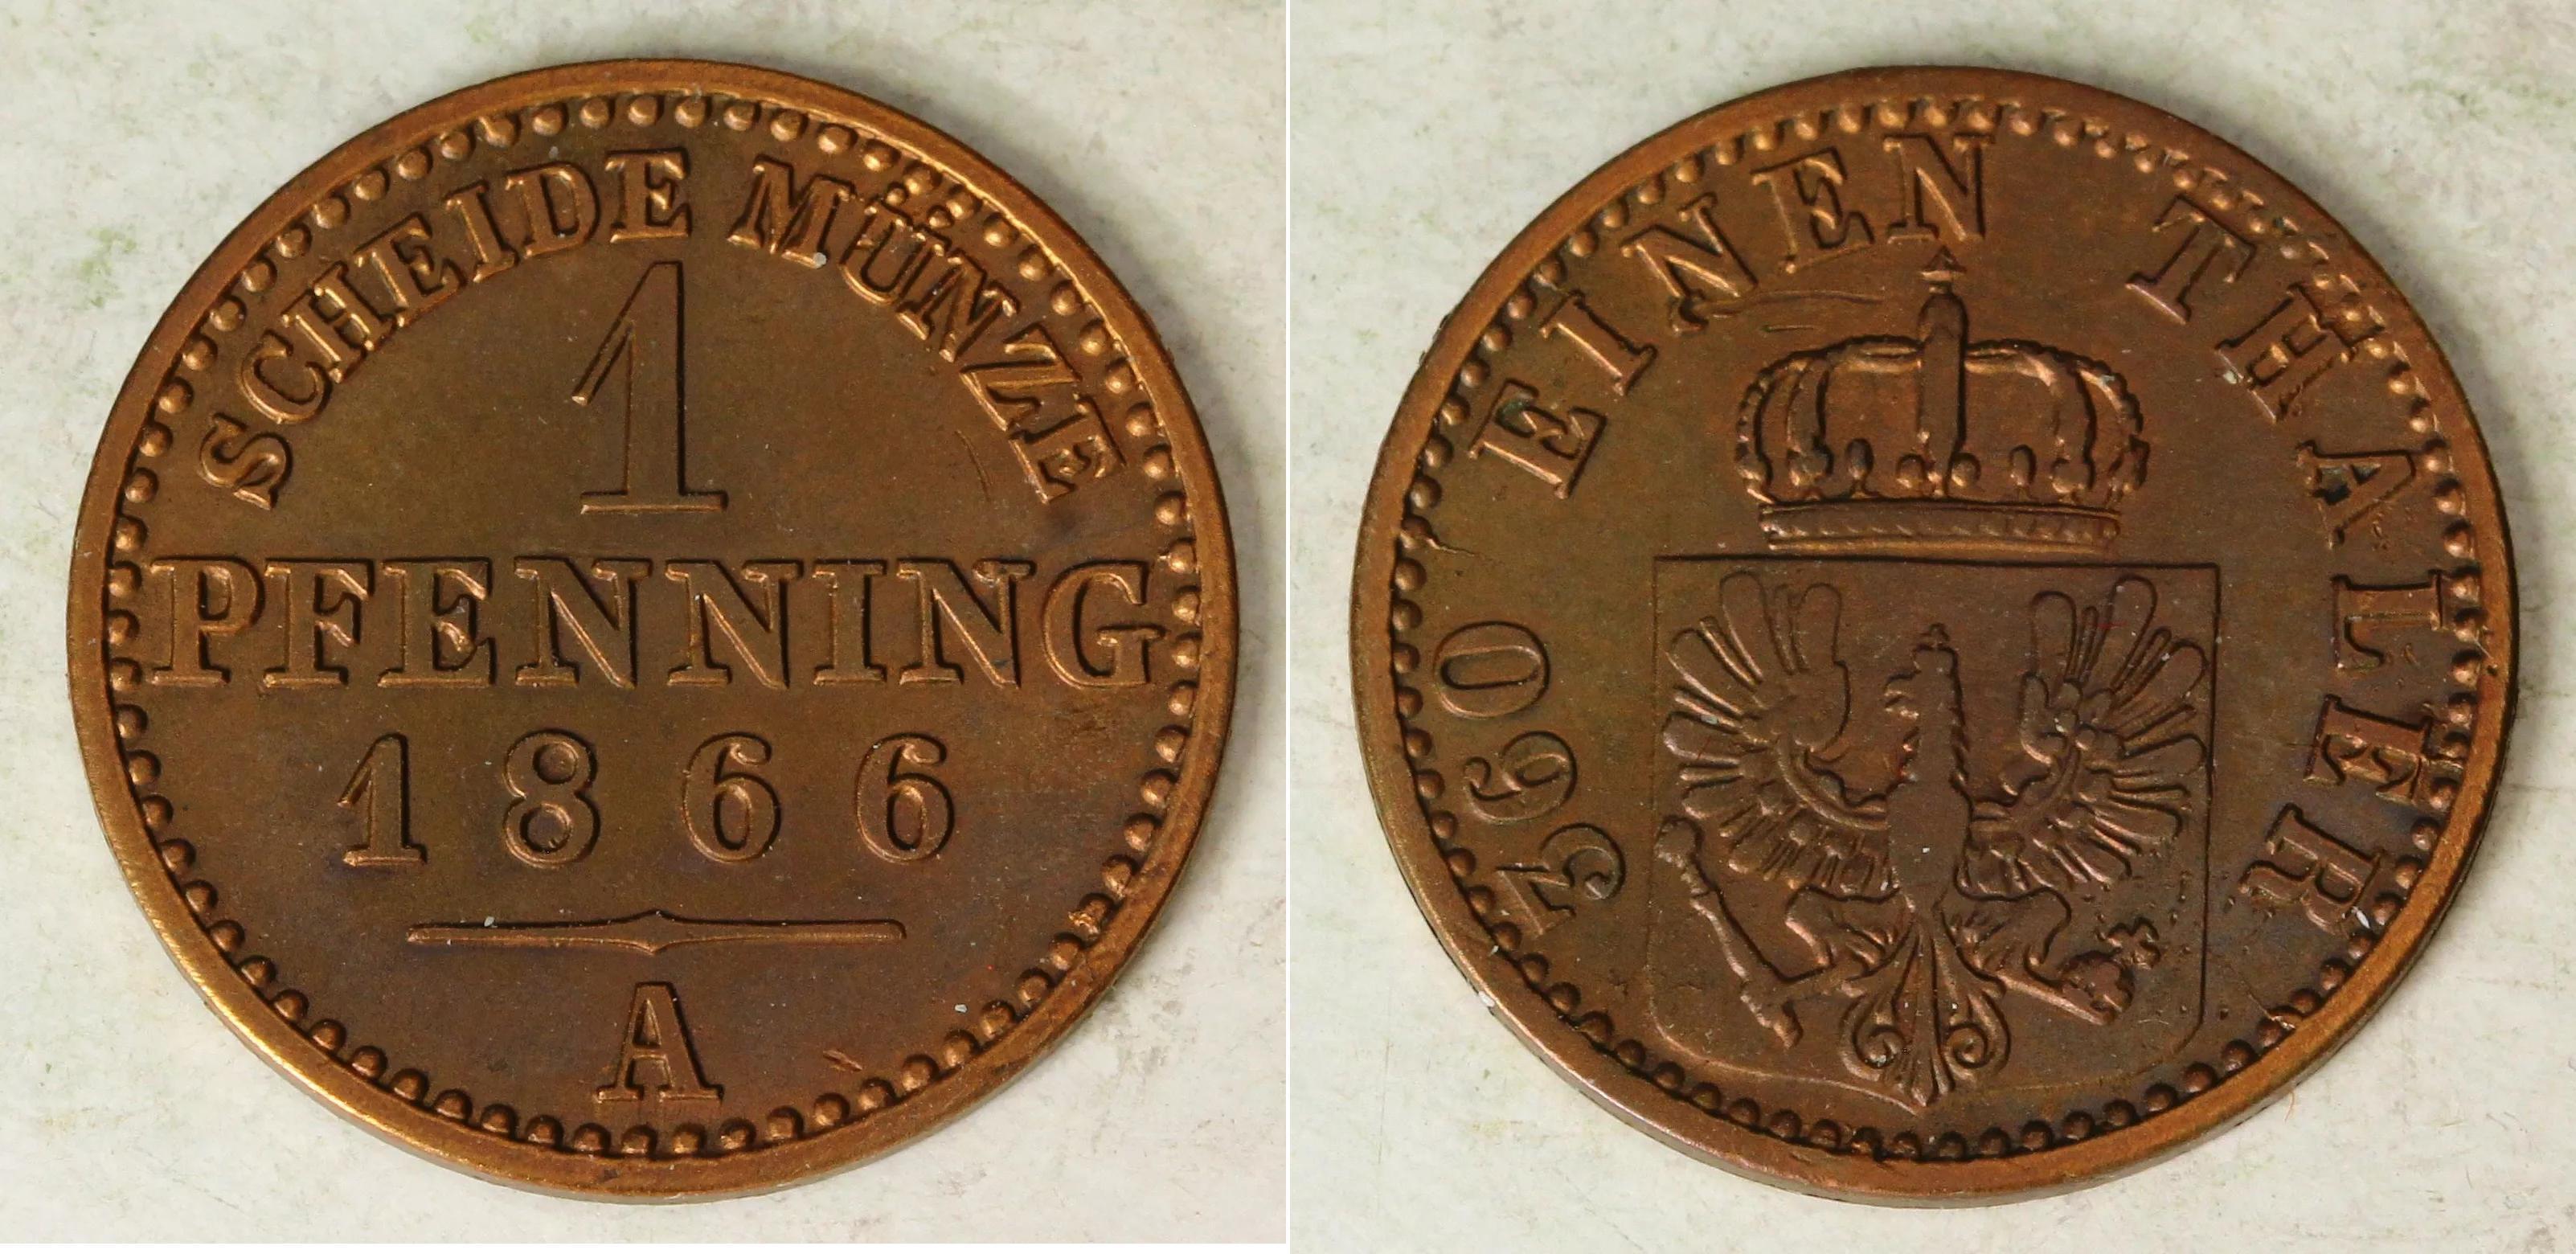 SCHEIDE MÜNZE
1
PFENNING
1866
A
360 EINEN THALER